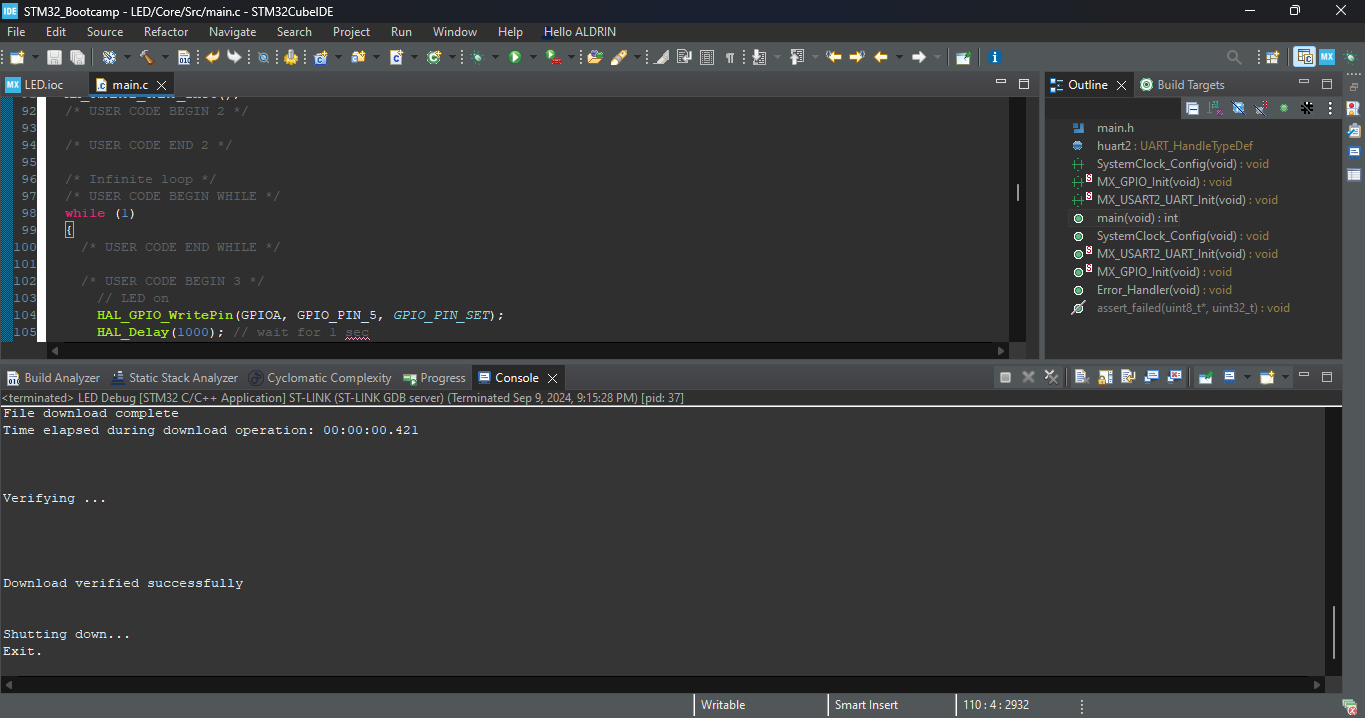 IDE STM32_Bootcamp - LED/Core/Src/main.c - STM32CubeIDE
File Edit Source Refactor Navigate Search Project Run Window Help Hello ALDRIN
MX LED.ioc main.c
Outline Build Targets
92 /* USER CODE BEGIN 2 */
93
94 /* USER CODE END 2 */
95
96 /* Infinite loop */
97 /* USER CODE BEGIN WHILE */
98 while (1)
99 {
100 /* USER CODE END WHILE */
101
102 /* USER CODE BEGIN 3 */
103 // LED on
104 HAL_GPIO_WritePin(GPIOA, GPIO_PIN_5, GPIO_PIN_SET);
105 HAL_Delay(1000); // wait for 1 sec
main.h
huart2 : UART_HandleTypeDef
SystemClock_Config(void) : void
MX_GPIO_Init(void) : void
MX_USART2_UART_Init(void) : void
main(void) : int
SystemClock_Config(void) : void
MX_USART2_UART_Init(void) : void
MX_GPIO_Init(void) : void
Error_Handler(void) : void
assert_failed(uint8_t*, uint32_t) : void
Build Analyzer Static Stack Analyzer Cyclomatic Complexity Progress Console
<terminated> LED Debug [STM32 C/C++ Application] ST-LINK (ST-LINK GDB server) (Terminated Sep 9, 2024, 9:15:28 PM) [pid: 37]
File download complete
Time elapsed during download operation: 00:00:00.421
Verifying ...
Download verified successfully
Shutting down...
Exit.
Writable Smart Insert 110 : 4 : 2932